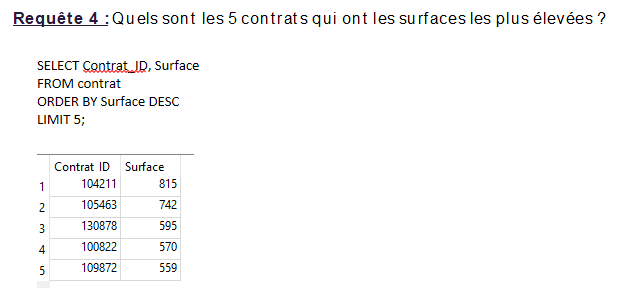 Requête 4 : Quels sont les 5 contrats qui ont les surfaces les plus élevées ?
SELECT Contrat_ID, Surface
FROM contrat
ORDER BY Surface DESC
LIMIT 5;
Contrat ID Surface
1 104211 815
2 105463 742
3 130878 595
4 100822 570
5 109872 559